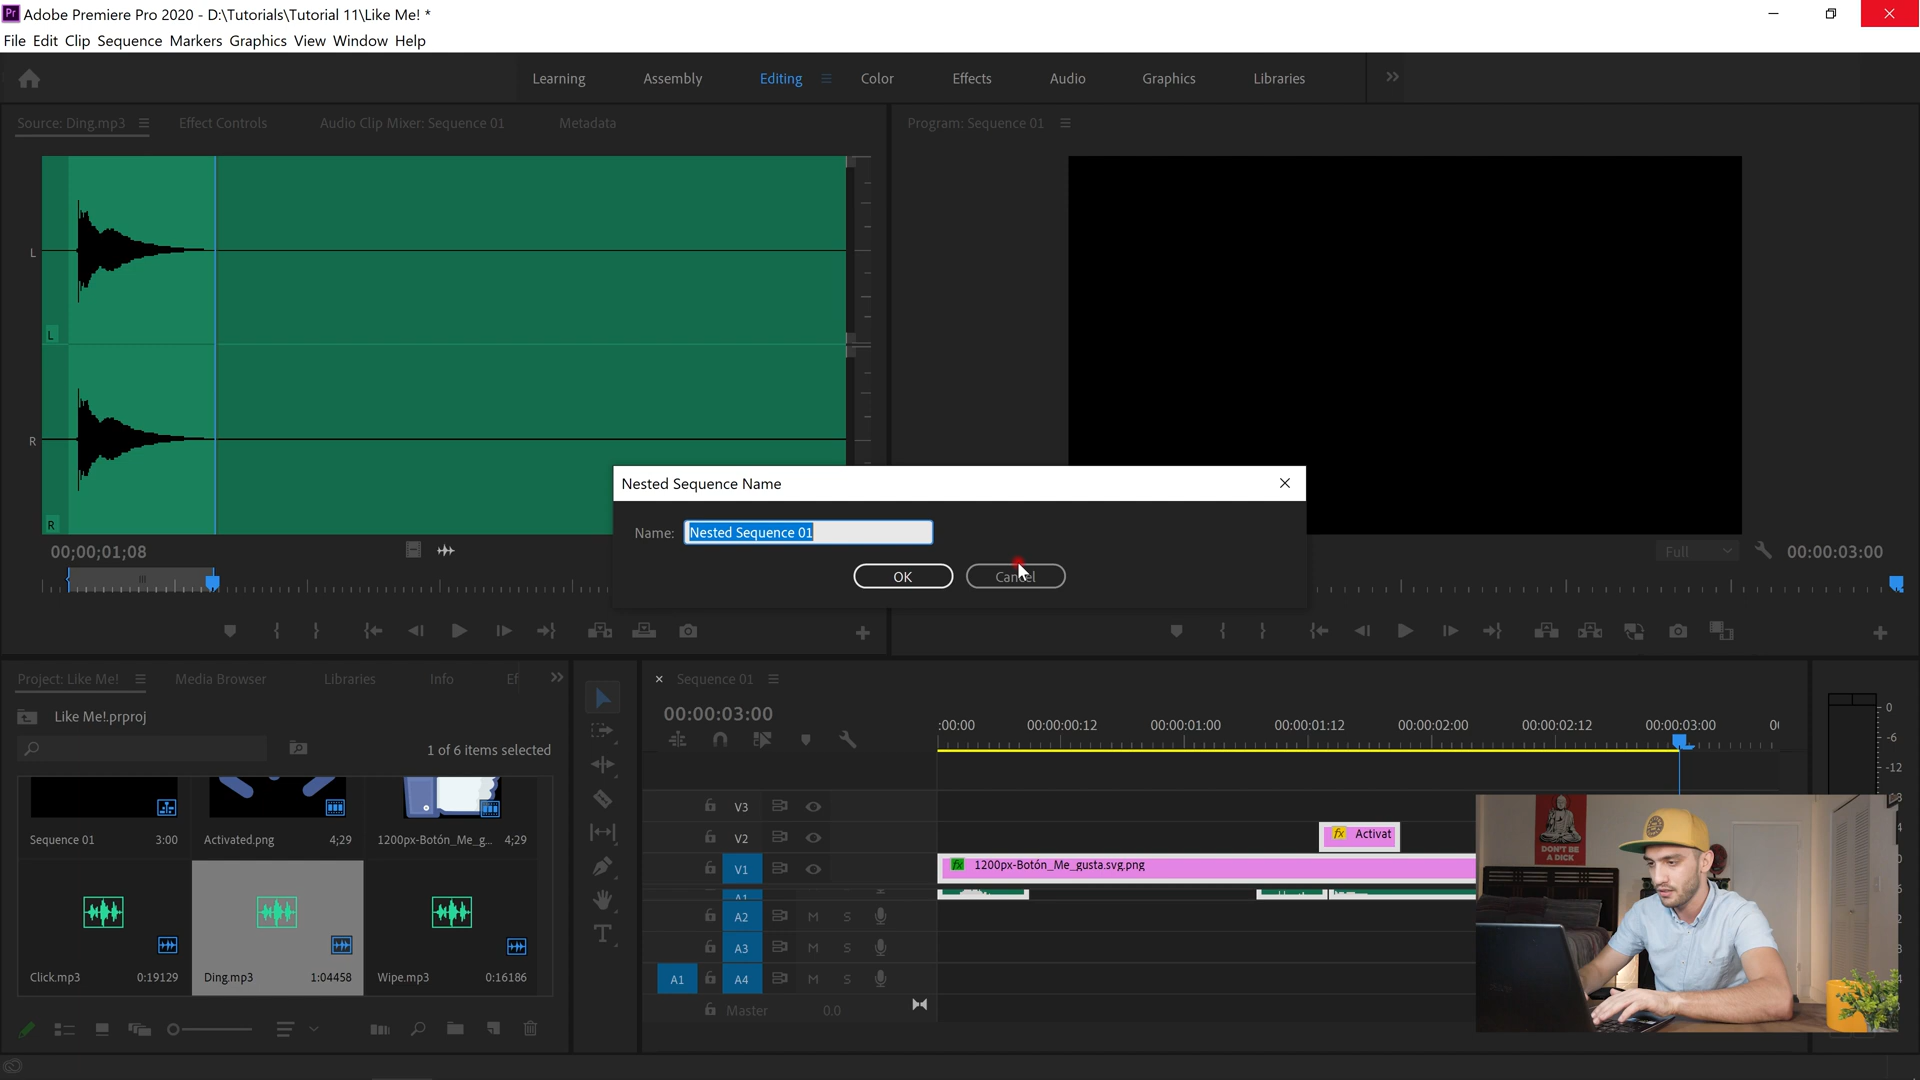 Pr Adobe Premiere Pro 2020 - D:\Tutorials\Tutorial 11\Like Me! *
File Edit Clip Sequence Markers Graphics View Window Help
Learning Assembly Editing Color Effects Audio Graphics Libraries
Source: Ding.mp3 Effect Controls Audio Clip Mixer: Sequence 01 Metadata
Program: Sequence 01
L
L
R
R
Nested Sequence Name
Name: Nested Sequence 01
OK Cancel
00;00;01;08
Full 00:00:03:00
Project: Like Me! Media Browser Libraries Info Ef
Like Me!.prproj
1 of 6 items selected
Sequence 01 3:00 Activated.png 4;29 1200px-Botón_Me_g... 4;29
Click.mp3 0:19129 Ding.mp3 1:04458 Wipe.mp3 0:16186
Sequence 01
00:00:03:00
:00:00 00:00:00:12 00:00:01:00 00:00:01:12 00:00:02:00 00:00:02:12 00:00:03:00
V3
V2 fx Activat
V1 fx 1200px-Botón_Me_gusta.svg.png
A1
A2 M S
A3 M S
A1 A4 M S
Master 0.0
0
-6
-12
DON'T BE
A DICK